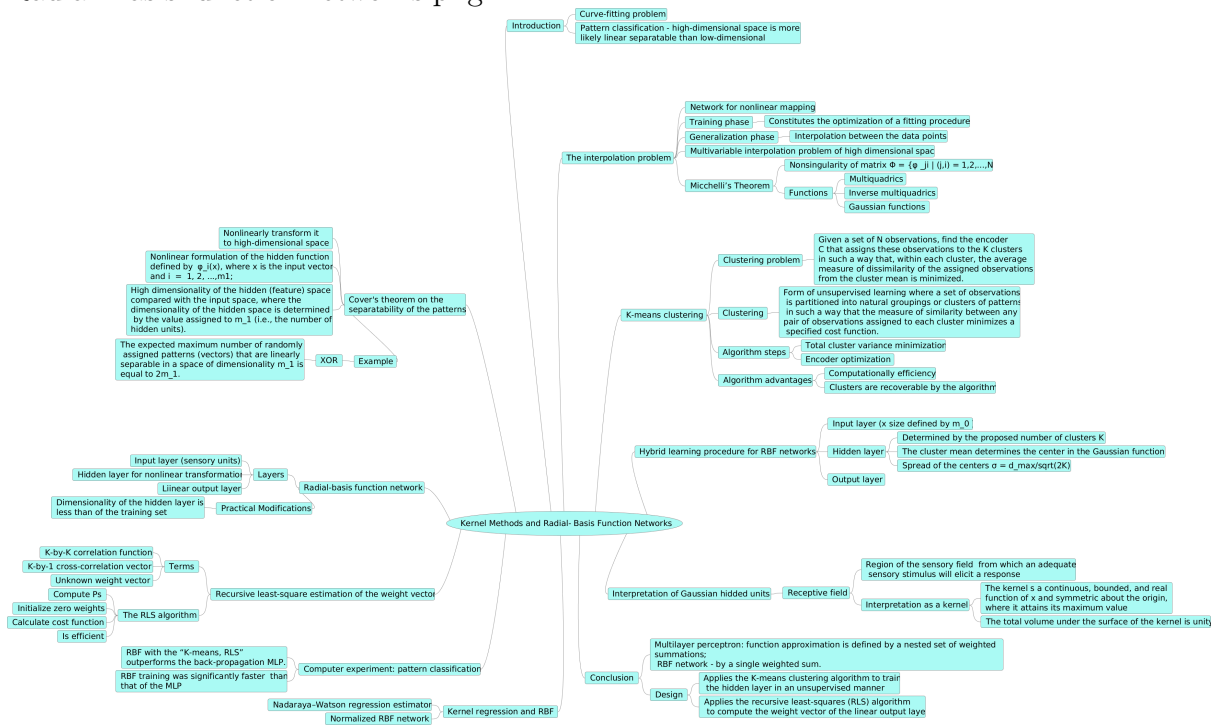 Introduction
Curve-fitting problem
Pattern classification - high-dimensional space is more
likely linear separatable than low-dimensional
The interpolation problem
Network for nonlinear mapping
Training phase
Constitutes the optimization of a fitting procedure
Generalization phase
Interpolation between the data points
Multivariable interpolation problem of high dimensional spac
Micchelli's Theorem
Nonsingularity of matrix Φ = {φ _ji | (j,i) = 1,2,...,N
Functions
Multiquadrics
Inverse multiquadrics
Gaussian functions
K-means clustering
Clustering problem
Given a set of N observations, find the encoder
C that assigns these observations to the K clusters
in such a way that, within each cluster, the average
measure of dissimilarity of the assigned observations
from the cluster mean is minimized.
Clustering
Form of unsupervised learning where a set of observations
is partitioned into natural groupings or clusters of patterns
in such a way that the measure of similarity between any
pair of observations assigned to each cluster minimizes a
specified cost function.
Algorithm steps
Total cluster variance minimization
Encoder optimization
Algorithm advantages
Computationally efficiency
Clusters are recoverable by the algorithm
Hybrid learning procedure for RBF networks
Input layer (x size defined by m_0
Hidden layer
Determined by the proposed number of clusters K
The cluster mean determines the center in the Gaussian function
Spread of the centers σ = d_max/sqrt(2K)
Output layer
Kernel Methods and Radial- Basis Function Networks
Interpretation of Gaussian hidded units
Receptive field
Region of the sensory field from which an adequate
sensory stimulus will elicit a response
Interpretation as a kernel
The kernel s a continuous, bounded, and real
function of x and symmetric about the origin,
where it attains its maximum value
The total volume under the surface of the kernel is unity
Conclusion
Multilayer perceptron: function approximation is defined by a nested set of weighted
summations;
RBF network - by a single weighted sum.
Design
Applies the K-means clustering algorithm to train
the hidden layer in an unsupervised manner
Applies the recursive least-squares (RLS) algorithm
to compute the weight vector of the linear output laye
Cover's theorem on the
separatability of the patterns
Nonlinearly transform it
to high-dimensional space
Nonlinear formulation of the hidden function
defined by φ_i(x), where x is the input vector
and i = 1, 2, ...,m1;
High dimensionality of the hidden (feature) space
compared with the input space, where the
dimensionality of the hidden space is determined
by the value assigned to m_1 (i.e., the number of
hidden units).
Example
XOR
The expected maximum number of randomly
assigned patterns (vectors) that are linearly
separable in a space of dimensionality m_1 is
equal to 2m_1.
Radial-basis function network
Layers
Input layer (sensory units)
Hidden layer for nonlinear transformation
Liinear output layer
Practical Modifications
Dimensionality of the hidden layer is
less than of the training set
Recursive least-square estimation of the weight vector
Terms
K-by-K correlation function
K-by-1 cross-correlation vector
Unknown weight vector
The RLS algorithm
Compute Ps
Initialize zero weights
Calculate cost function
Is efficient
Computer experiment: pattern classification
RBF with the “K-means, RLS”
outperforms the back-propagation MLP.
RBF training was significantly faster than
that of the MLP
Kernel regression and RBF
Nadaraya–Watson regression estimator
Normalized RBF network